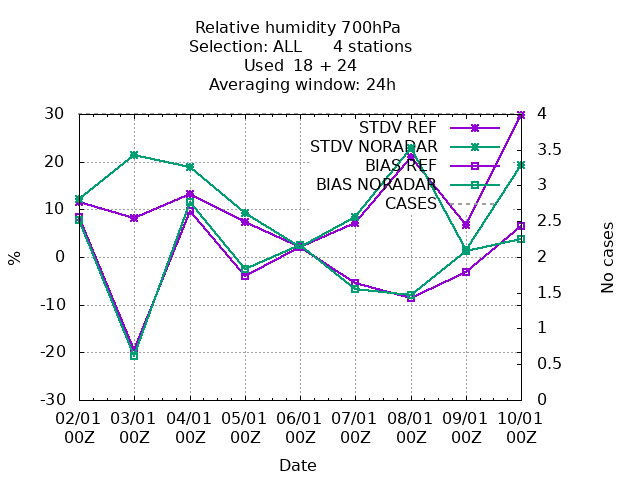 Relative humidity 700hPa
Selection: ALL 4 stations
Used 18 + 24
Averaging window: 24h
STDV REF
STDV NORADAR
BIAS REF
BIAS NORADAR
CASES
30
20
10
0
-10
-20
-30
%
4
3.5
3
2.5
2
1.5
1
0.5
0
No cases
02/01 03/01 04/01 05/01 06/01 07/01 08/01 09/01 10/01
00Z 00Z 00Z 00Z 00Z 00Z 00Z 00Z 00Z
Date